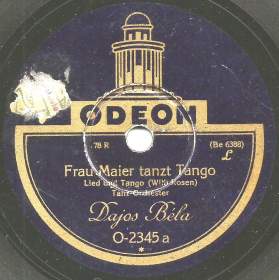 ODEON
78 R
(Be 6388)
L
Frau Maier tanzt Tango
Lied und Tango (Willi Rosen)
Tanz-Orchester
Dajos Béla
O-2345 a
*